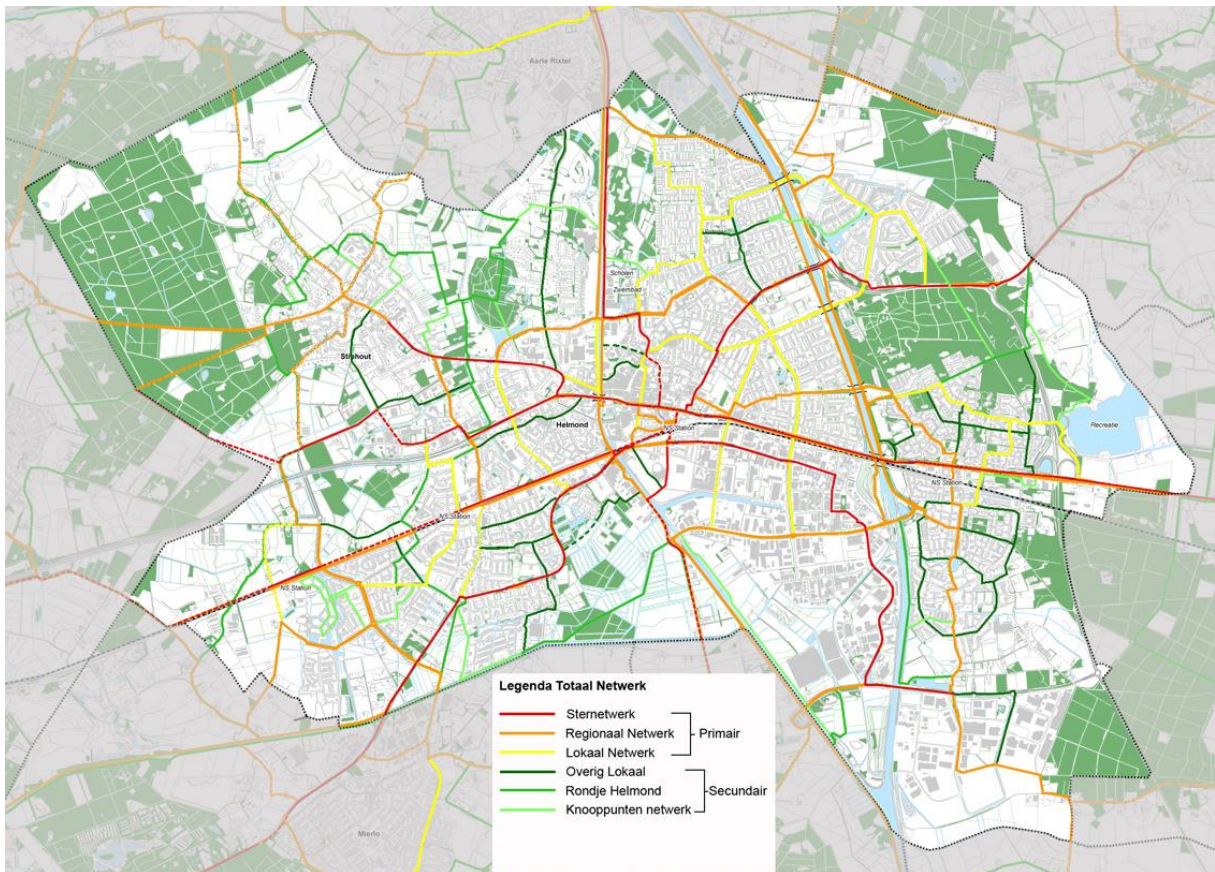 Aarle Rixtel
Scholen
Zwembad
Stiphout
Helmond
NS Station
Recreatie
NS Station
NS Station
NS Station
Mierlo
Legenda Totaal Netwerk
Sternetwerk
Regionaal Netwerk
Primair
Lokaal Netwerk
Overig Lokaal
Rondje Helmond
Secundair
Knooppunten netwerk